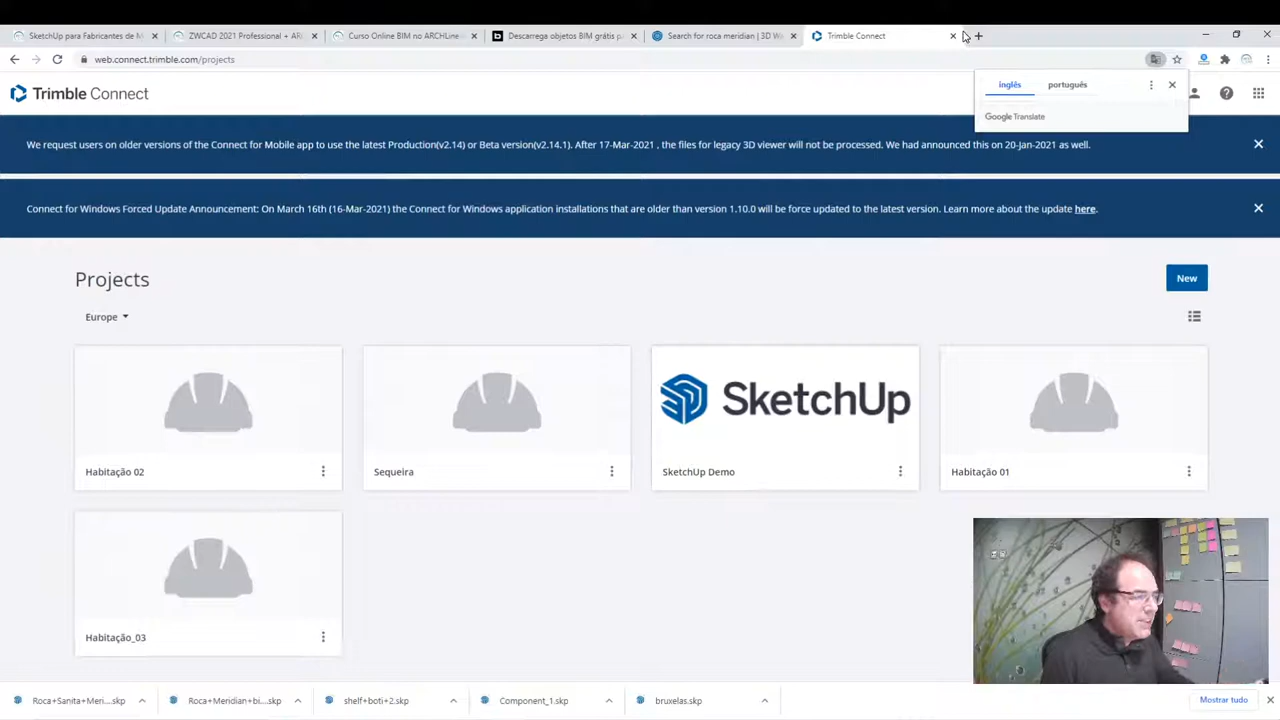 SketchUp para Fabricantes de M
ZWCAD 2021 Professional + ARC
Curso Online BIM no ARCHLine
Descarrega objetos BIM grátis p
Search for roca meridian | 3D W
Trimble Connect
web.connect.trimble.com/projects
inglês português
Google Translate
Trimble Connect
We request users on older versions of the Connect for Mobile app to use the latest Production(v2.14) or Beta version(v2.14.1). After 17-Mar-2021 , the files for legacy 3D viewer will not be processed. We had announced this on 20-Jan-2021 as well.
Connect for Windows Forced Update Announcement: On March 16th (16-Mar-2021) the Connect for Windows application installations that are older than version 1.10.0 will be force updated to the latest version. Learn more about the update here.
Projects
New
Europe
SketchUp
Habitação 02
Sequeira
SketchUp Demo
Habitação 01
Habitação_03
Roca+Sanita+Meri....skp
Roca+Meridian+bi....skp
shelf+boti+2.skp
Component_1.skp
bruxelas.skp
Mostrar tudo